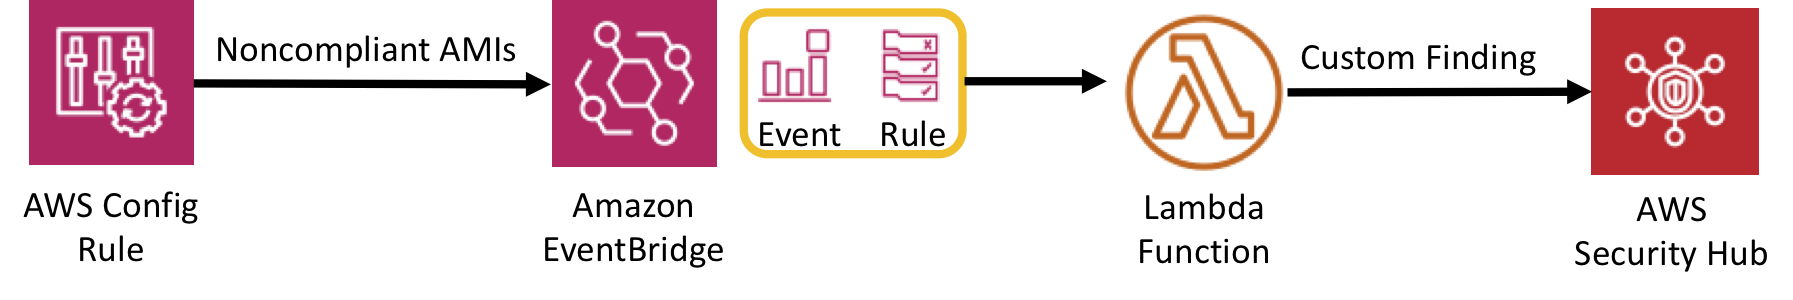 Noncompliant AMIs
Custom Finding
Event Rule
AWS Config
Rule
Amazon
EventBridge
Lambda
Function
AWS
Security Hub